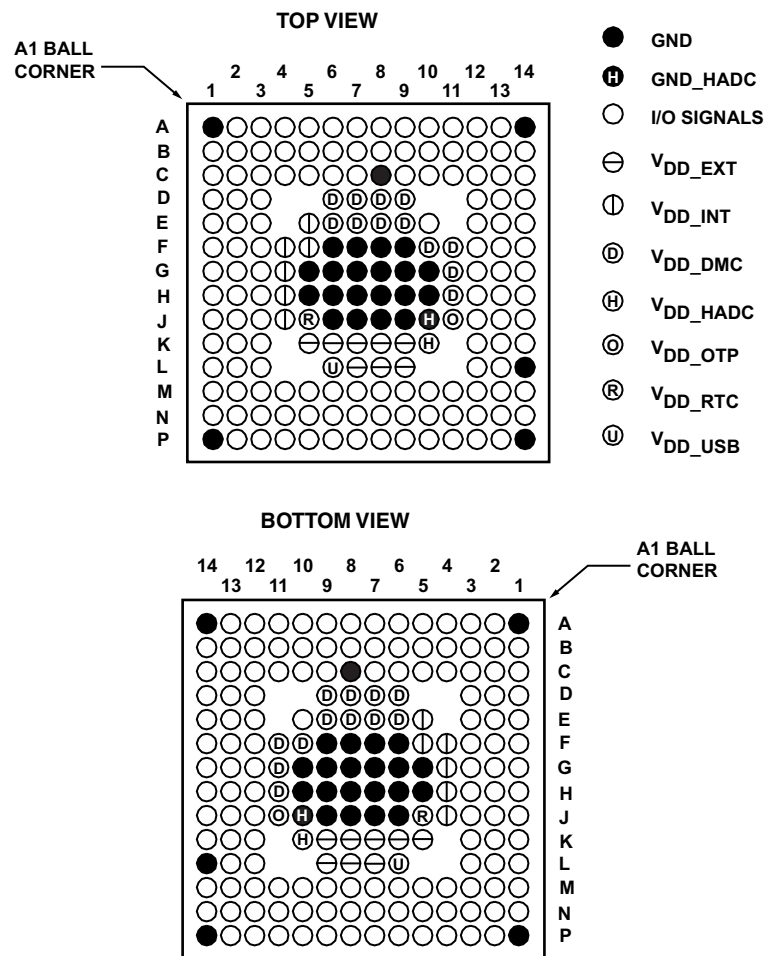 TOP VIEW
A1 BALL
CORNER
2 4 6 8 10 12 14
1 3 5 7 9 11 13
A
B
C
D D D D D
E D D D D
F D D
G D
H D
J R H O
K H
L U
M
N
P
GND
H GND_HADC
I/O SIGNALS
VDD_EXT
VDD_INT
D VDD_DMC
H VDD_HADC
O VDD_OTP
R VDD_RTC
U VDD_USB
BOTTOM VIEW
A1 BALL
CORNER
14 12 10 8 6 4 2
13 11 9 7 5 3 1
A
B
C
D D D D D
D D D D E
D D F
D G
D H
O H R J
H K
U L
M
N
P